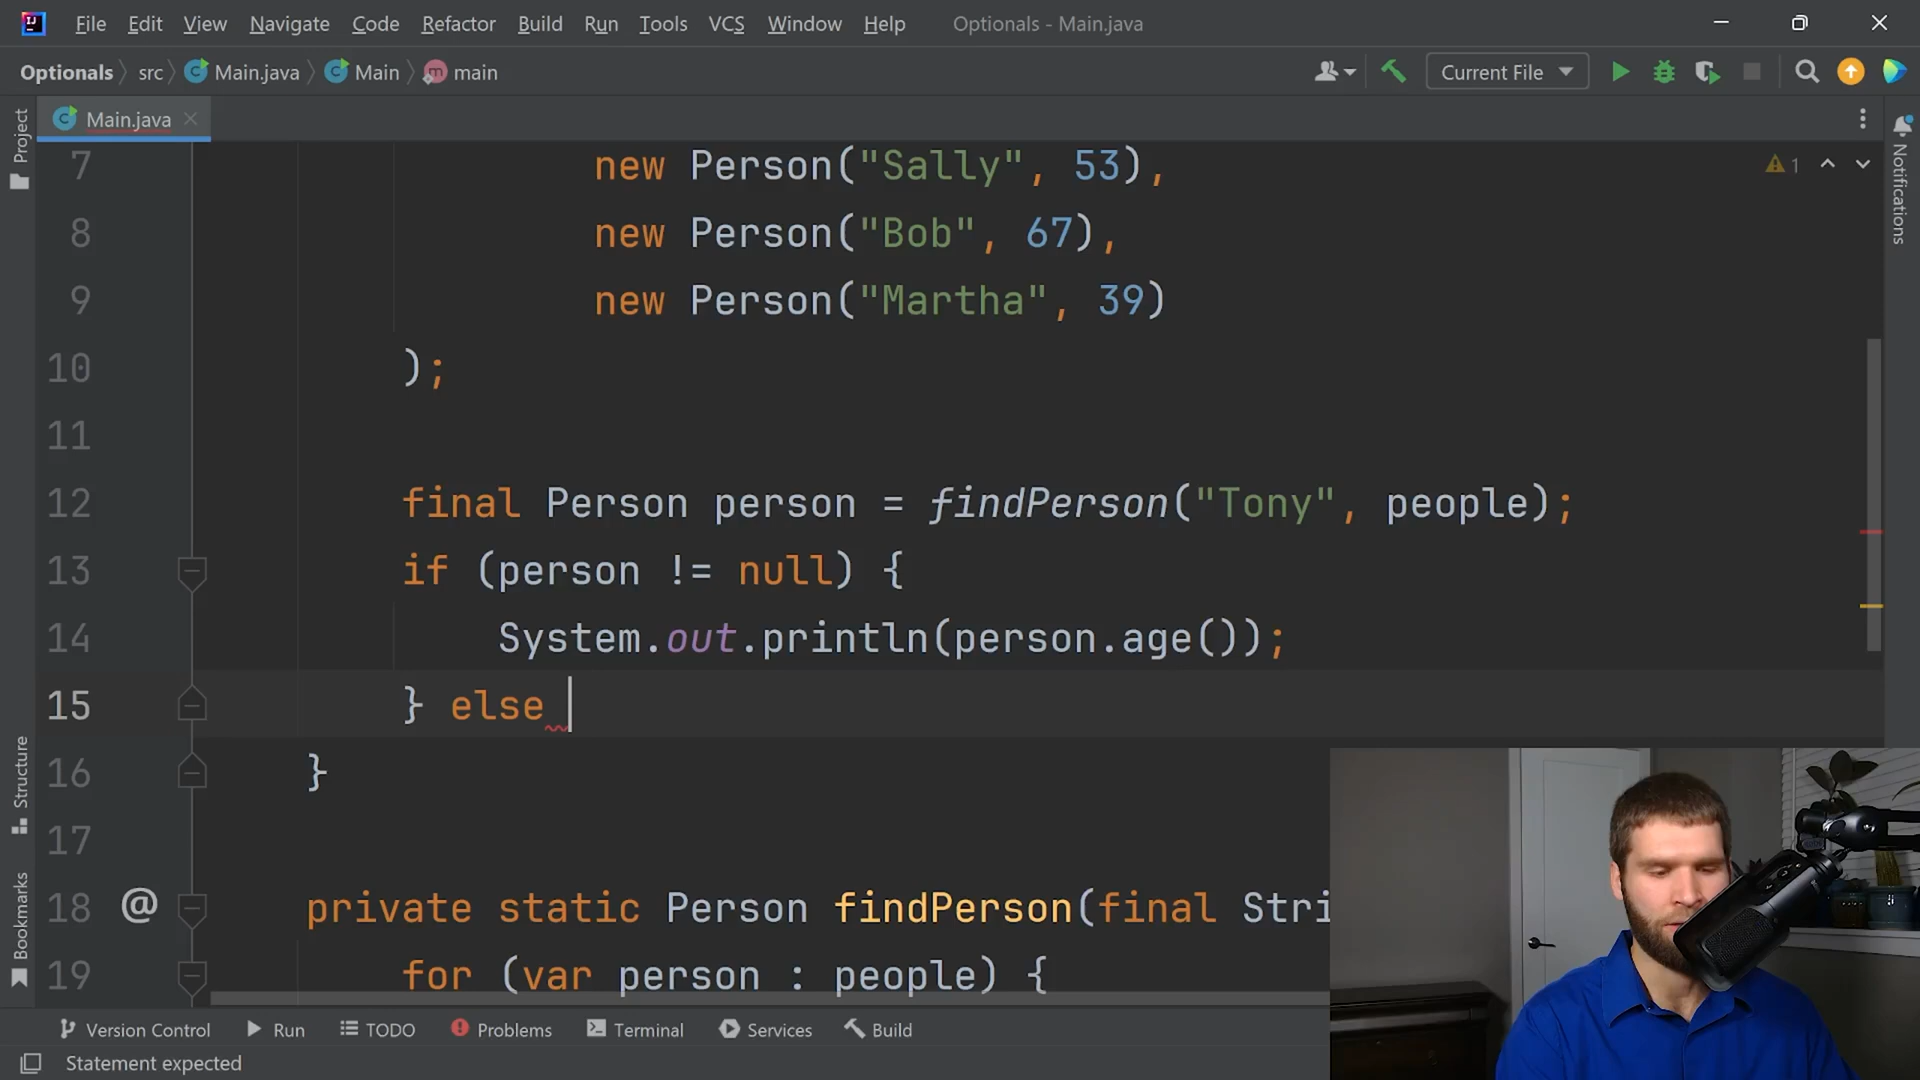 File Edit View Navigate Code Refactor Build Run Tools VCS Window Help Optionals - Main.java
Optionals src Main.java Main main Current File
Project
Main.java
Notifications
7 new Person("Sally", 53), 1
8 new Person("Bob", 67),
9 new Person("Martha", 39)
10 );
11
12 final Person person = findPerson("Tony", people);
13 if (person != null) {
14 System.out.println(person.age());
15 } else
16 }
17
18 @ private static Person findPerson(final Stri
19 for (var person : people) {
Structure
Bookmarks
Version Control Run TODO Problems Terminal Services Build
Statement expected